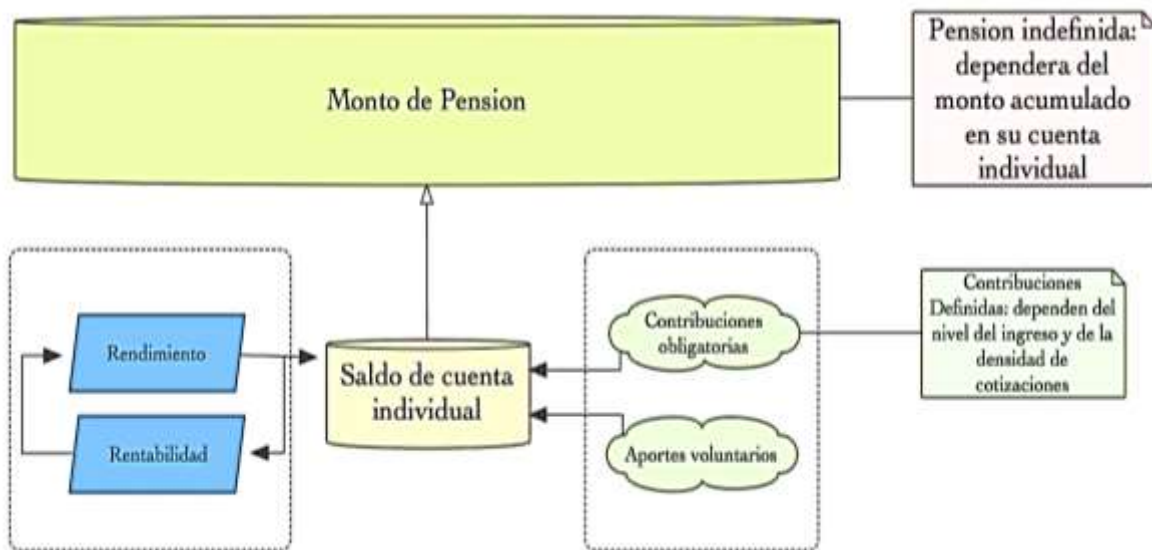 Monto de Pension
Pension indefinida:
dependera del
monto acumulado
en su cuenta
individual
Rendimiento
Rentabilidad
Saldo de cuenta
individual
Contribuciones
obligatorias
Aportes voluntarios
Contribuciones
Definidas: dependen del
nivel del ingreso y de la
densidad de
cotizaciones